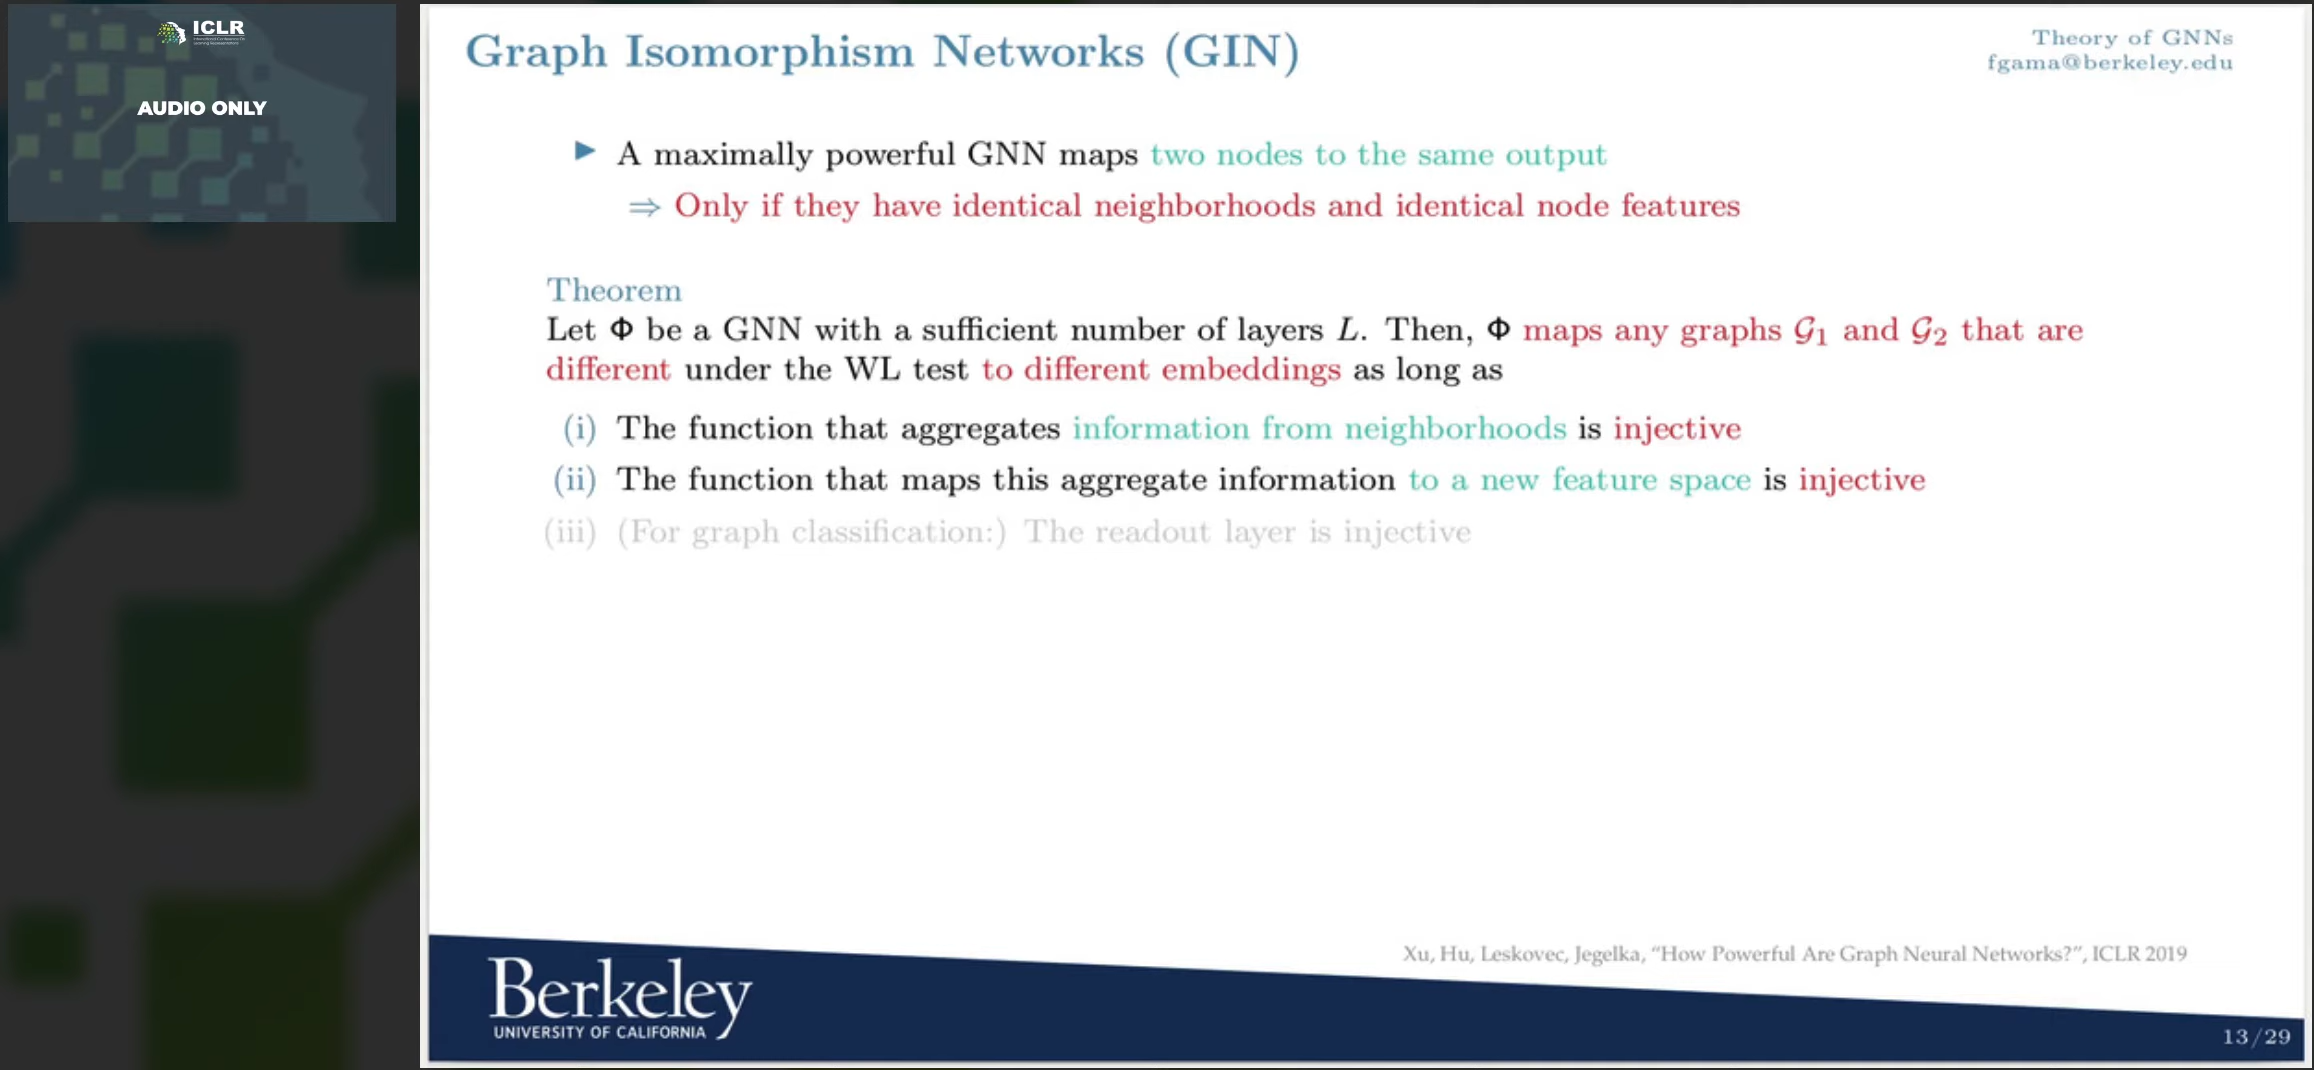 ICLR
AUDIO ONLY
Graph Isomorphism Networks (GIN)
Theory of GNNs
fgama@berkeley.edu
▶ A maximally powerful GNN maps two nodes to the same output
⇒ Only if they have identical neighborhoods and identical node features
Theorem
Let Φ be a GNN with a sufficient number of layers L. Then, Φ maps any graphs 𝒢₁ and 𝒢₂ that are
different under the WL test to different embeddings as long as
(i) The function that aggregates information from neighborhoods is injective
(ii) The function that maps this aggregate information to a new feature space is injective
(iii) (For graph classification:) The readout layer is injective
Xu, Hu, Leskovec, Jegelka, “How Powerful Are Graph Neural Networks?”, ICLR 2019
Berkeley
UNIVERSITY OF CALIFORNIA
13/29